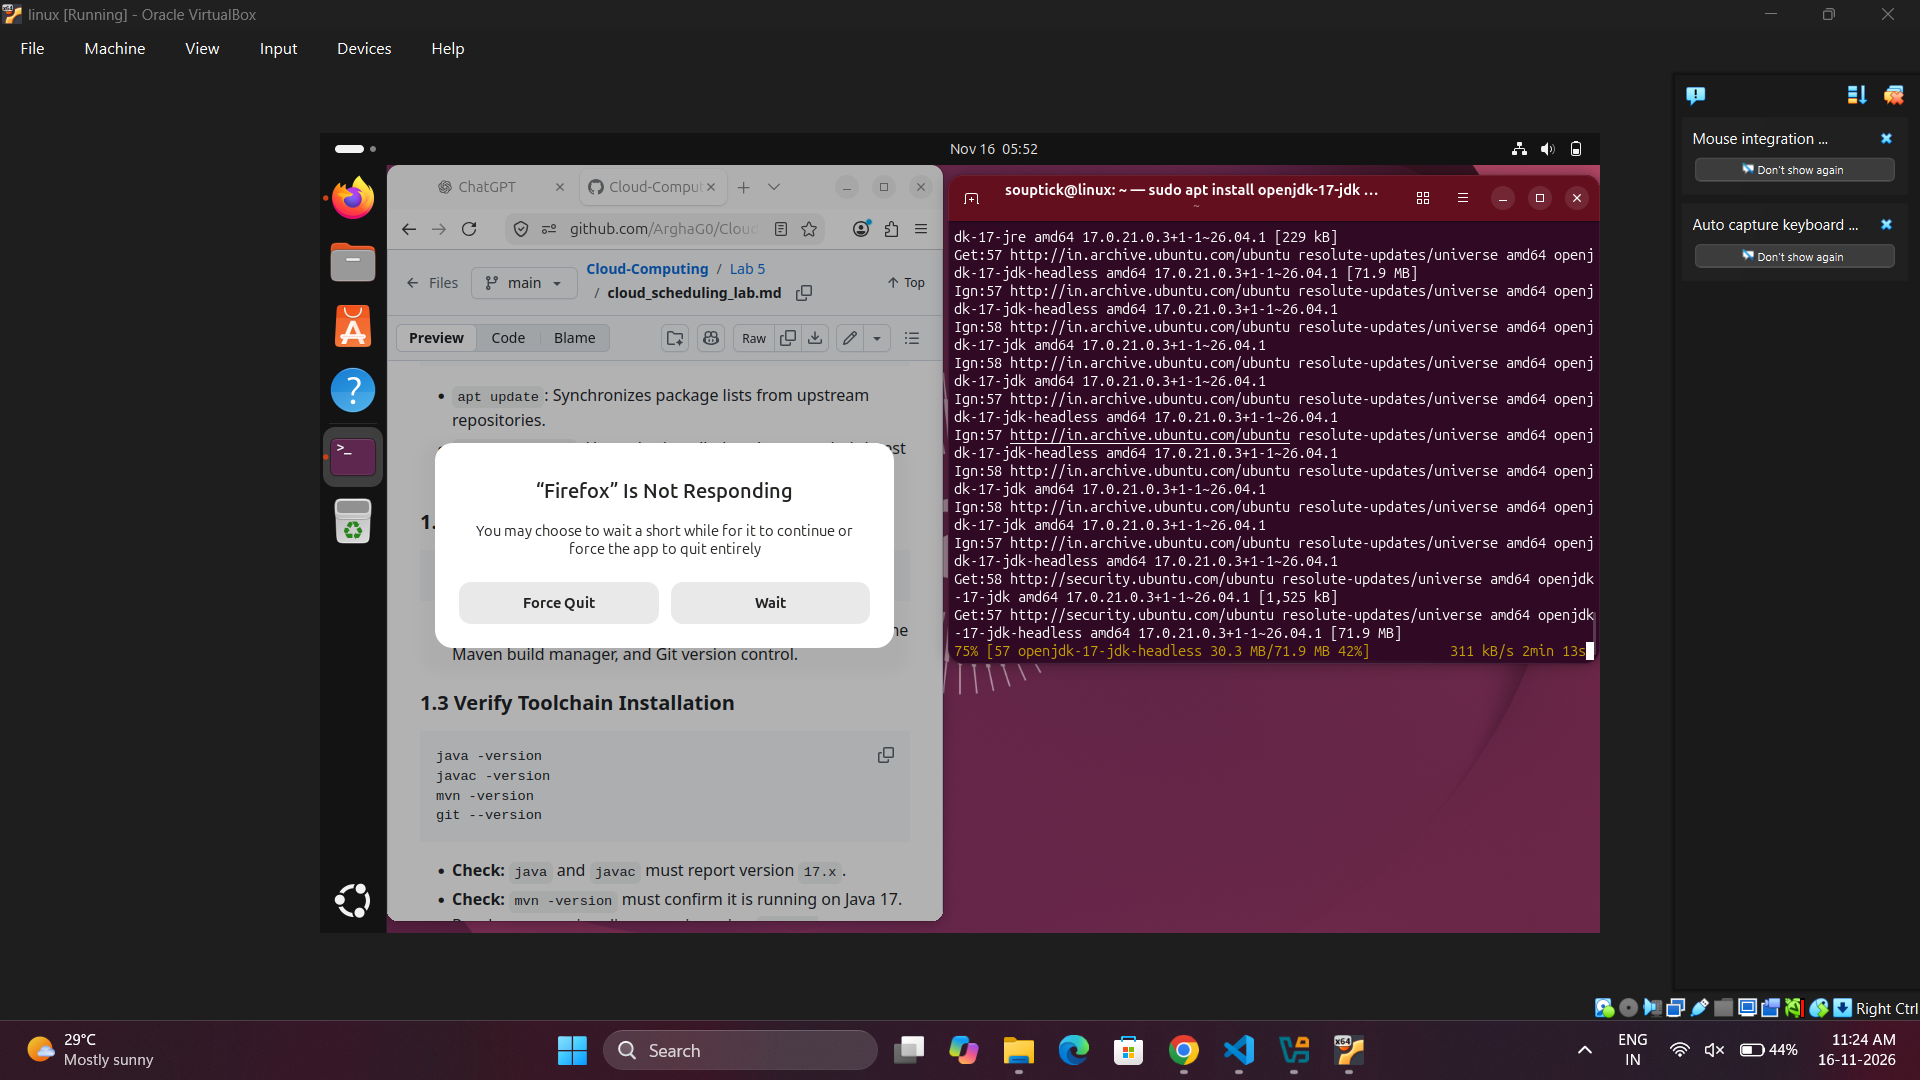 linux [Running] - Oracle VirtualBox
File Machine View Input Devices Help
Nov 16 05:52
ChatGPT
Cloud-Comput
github.com/ArghaG0/Cloud
Files
main
Cloud-Computing / Lab 5
/ cloud_scheduling_lab.md
Top
Preview Code Blame
Raw
• apt update: Synchronizes package lists from upstream
repositories.
est
1.
“Firefox” Is Not Responding
You may choose to wait a short while for it to continue or
force the app to quit entirely
Force Quit
Wait
ne
Maven build manager, and Git version control.
1.3 Verify Toolchain Installation
java -version
javac -version
mvn -version
git --version
• Check: java and javac must report version 17.x.
• Check: mvn -version must confirm it is running on Java 17.
souptick@linux: ~ — sudo apt install openjdk-17-jdk ...
~
dk-17-jre amd64 17.0.21.0.3+1-1~26.04.1 [229 kB]
Get:57 http://in.archive.ubuntu.com/ubuntu resolute-updates/universe amd64 openj
dk-17-jdk-headless amd64 17.0.21.0.3+1-1~26.04.1 [71.9 MB]
Ign:57 http://in.archive.ubuntu.com/ubuntu resolute-updates/universe amd64 openj
dk-17-jdk-headless amd64 17.0.21.0.3+1-1~26.04.1
Ign:58 http://in.archive.ubuntu.com/ubuntu resolute-updates/universe amd64 openj
dk-17-jdk amd64 17.0.21.0.3+1-1~26.04.1
Ign:58 http://in.archive.ubuntu.com/ubuntu resolute-updates/universe amd64 openj
dk-17-jdk amd64 17.0.21.0.3+1-1~26.04.1
Ign:57 http://in.archive.ubuntu.com/ubuntu resolute-updates/universe amd64 openj
dk-17-jdk-headless amd64 17.0.21.0.3+1-1~26.04.1
Ign:57 http://in.archive.ubuntu.com/ubuntu resolute-updates/universe amd64 openj
dk-17-jdk-headless amd64 17.0.21.0.3+1-1~26.04.1
Ign:58 http://in.archive.ubuntu.com/ubuntu resolute-updates/universe amd64 openj
dk-17-jdk amd64 17.0.21.0.3+1-1~26.04.1
Ign:58 http://in.archive.ubuntu.com/ubuntu resolute-updates/universe amd64 openj
dk-17-jdk amd64 17.0.21.0.3+1-1~26.04.1
Ign:57 http://in.archive.ubuntu.com/ubuntu resolute-updates/universe amd64 openj
dk-17-jdk-headless amd64 17.0.21.0.3+1-1~26.04.1
Get:58 http://security.ubuntu.com/ubuntu resolute-updates/universe amd64 openjdk
-17-jdk amd64 17.0.21.0.3+1-1~26.04.1 [1,525 kB]
Get:57 http://security.ubuntu.com/ubuntu resolute-updates/universe amd64 openjdk
-17-jdk-headless amd64 17.0.21.0.3+1-1~26.04.1 [71.9 MB]
75% [57 openjdk-17-jdk-headless 30.3 MB/71.9 MB 42%] 311 kB/s 2min 13s
Mouse integration ...
Don't show again
Auto capture keyboard ...
Don't show again
Right Ctrl
29°C
Mostly sunny
Search
ENG
IN
44%
11:24 AM
16-11-2026